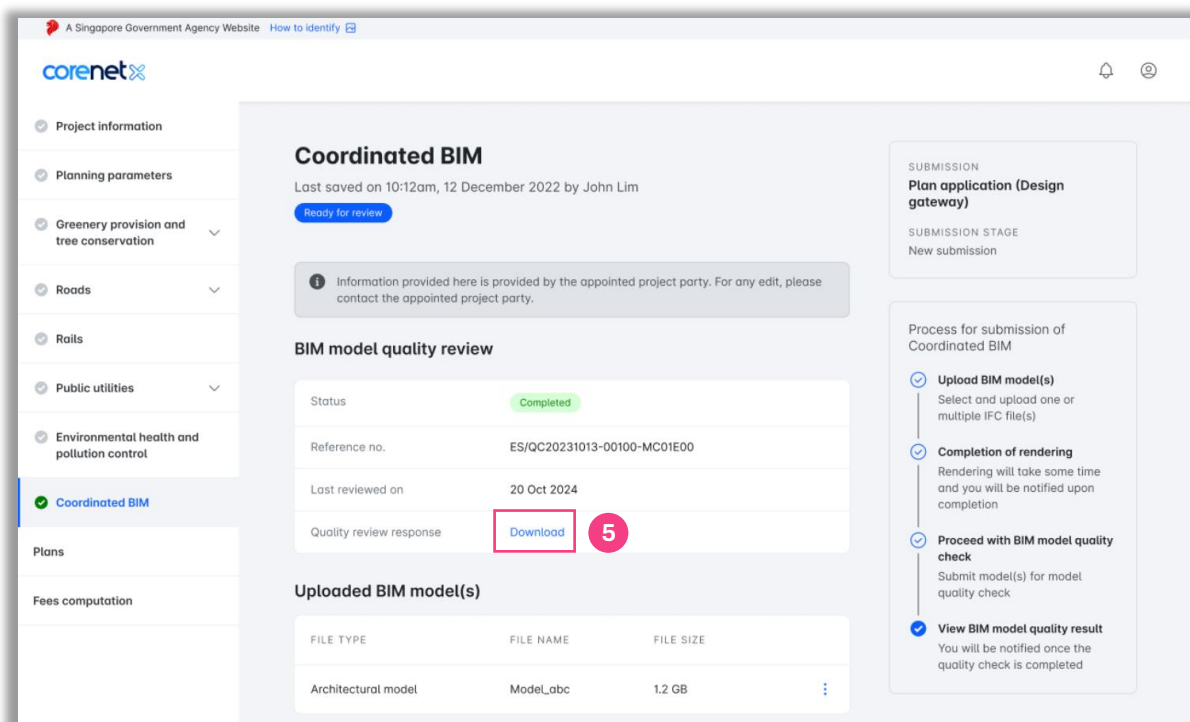 A Singapore Government Agency Website How to identify
corenetx
Project information
Planning parameters
Greenery provision and
tree conservation
Roads
Rails
Public utilities
Environmental health and
pollution control
Coordinated BIM
Plans
Fees computation
Coordinated BIM
Last saved on 10:12am, 12 December 2022 by John Lim
Ready for review
Information provided here is provided by the appointed project party. For any edit, please
contact the appointed project party.
BIM model quality review
Status Completed
Reference no. ES/QC20231013-00100-MC01E00
Last reviewed on 20 Oct 2024
Quality review response Download 5
Uploaded BIM model(s)
FILE TYPE FILE NAME FILE SIZE
Architectural model Model_abc 1.2 GB
SUBMISSION
Plan application (Design
gateway)
SUBMISSION STAGE
New submission
Process for submission of
Coordinated BIM
Upload BIM model(s)
Select and upload one or
multiple IFC file(s)
Completion of rendering
Rendering will take some time
and you will be notified upon
completion
Proceed with BIM model quality
check
Submit model(s) for model
quality check
View BIM model quality result
You will be notified once the
quality check is completed